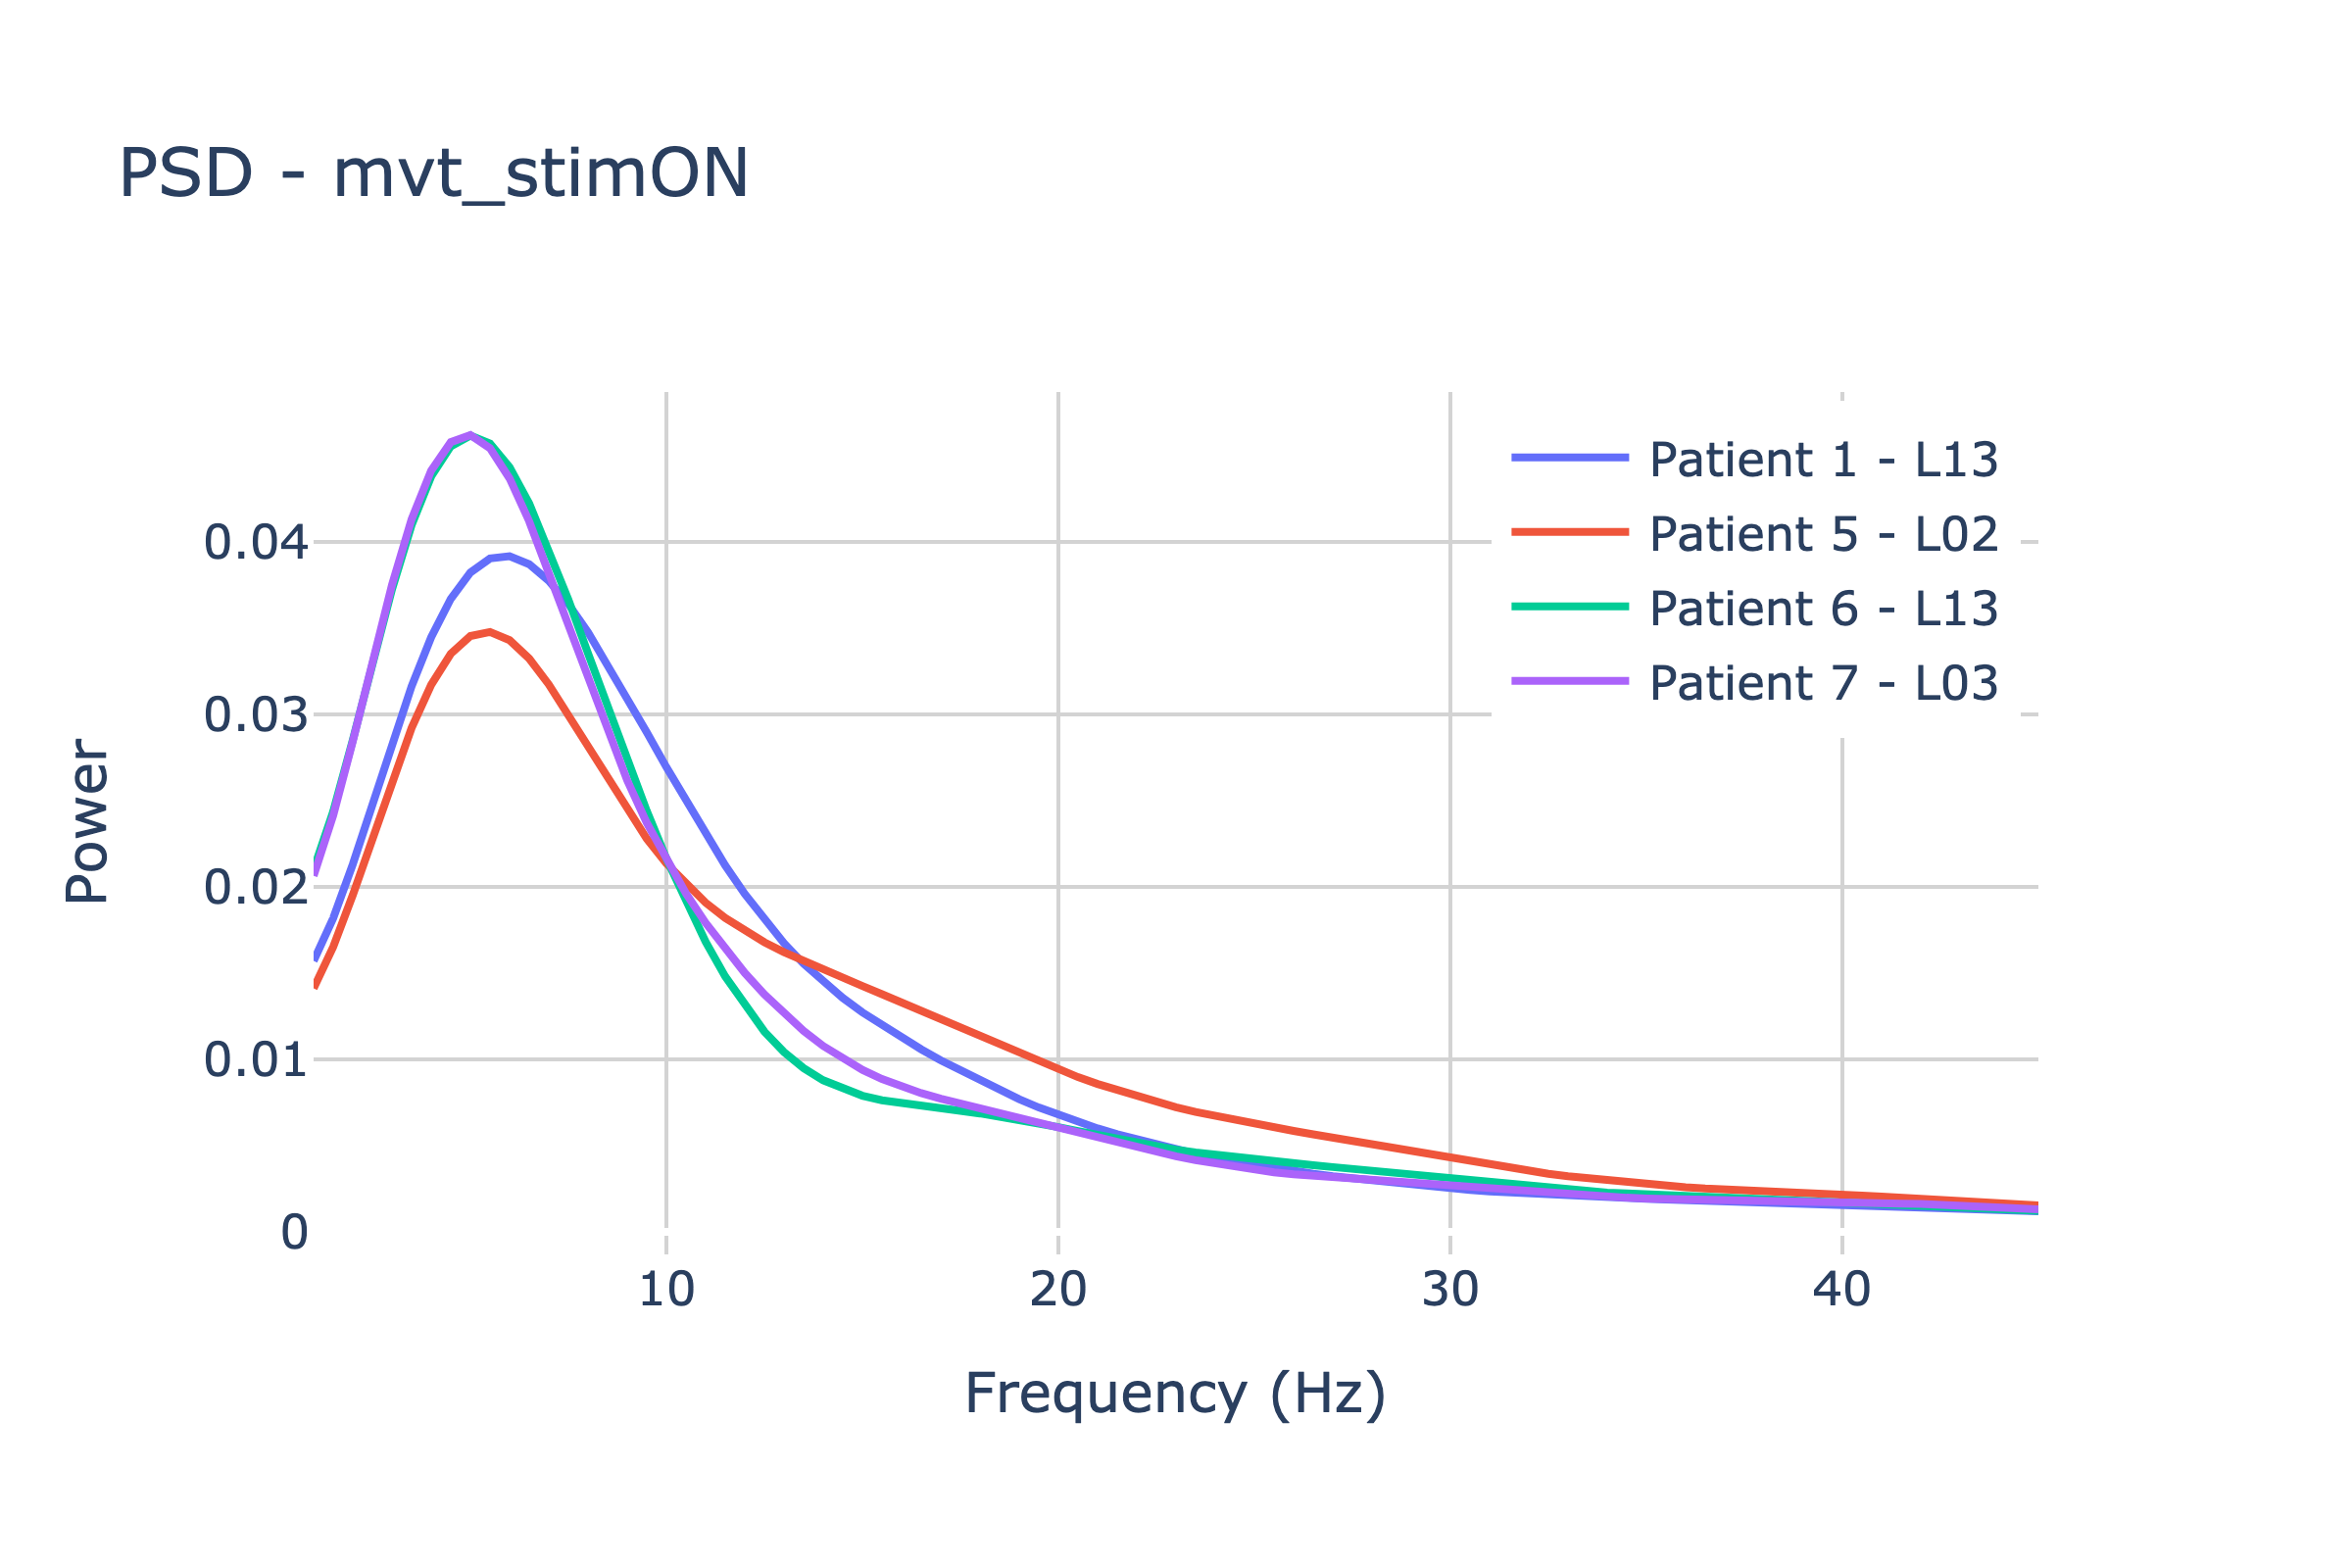 PSD - mvt_stimON
Patient 1 - L13
Patient 5 - L02
Patient 6 - L13
Patient 7 - L03
Power
0.04
0.03
0.02
0.01
0
10
20
30
40
Frequency (Hz)